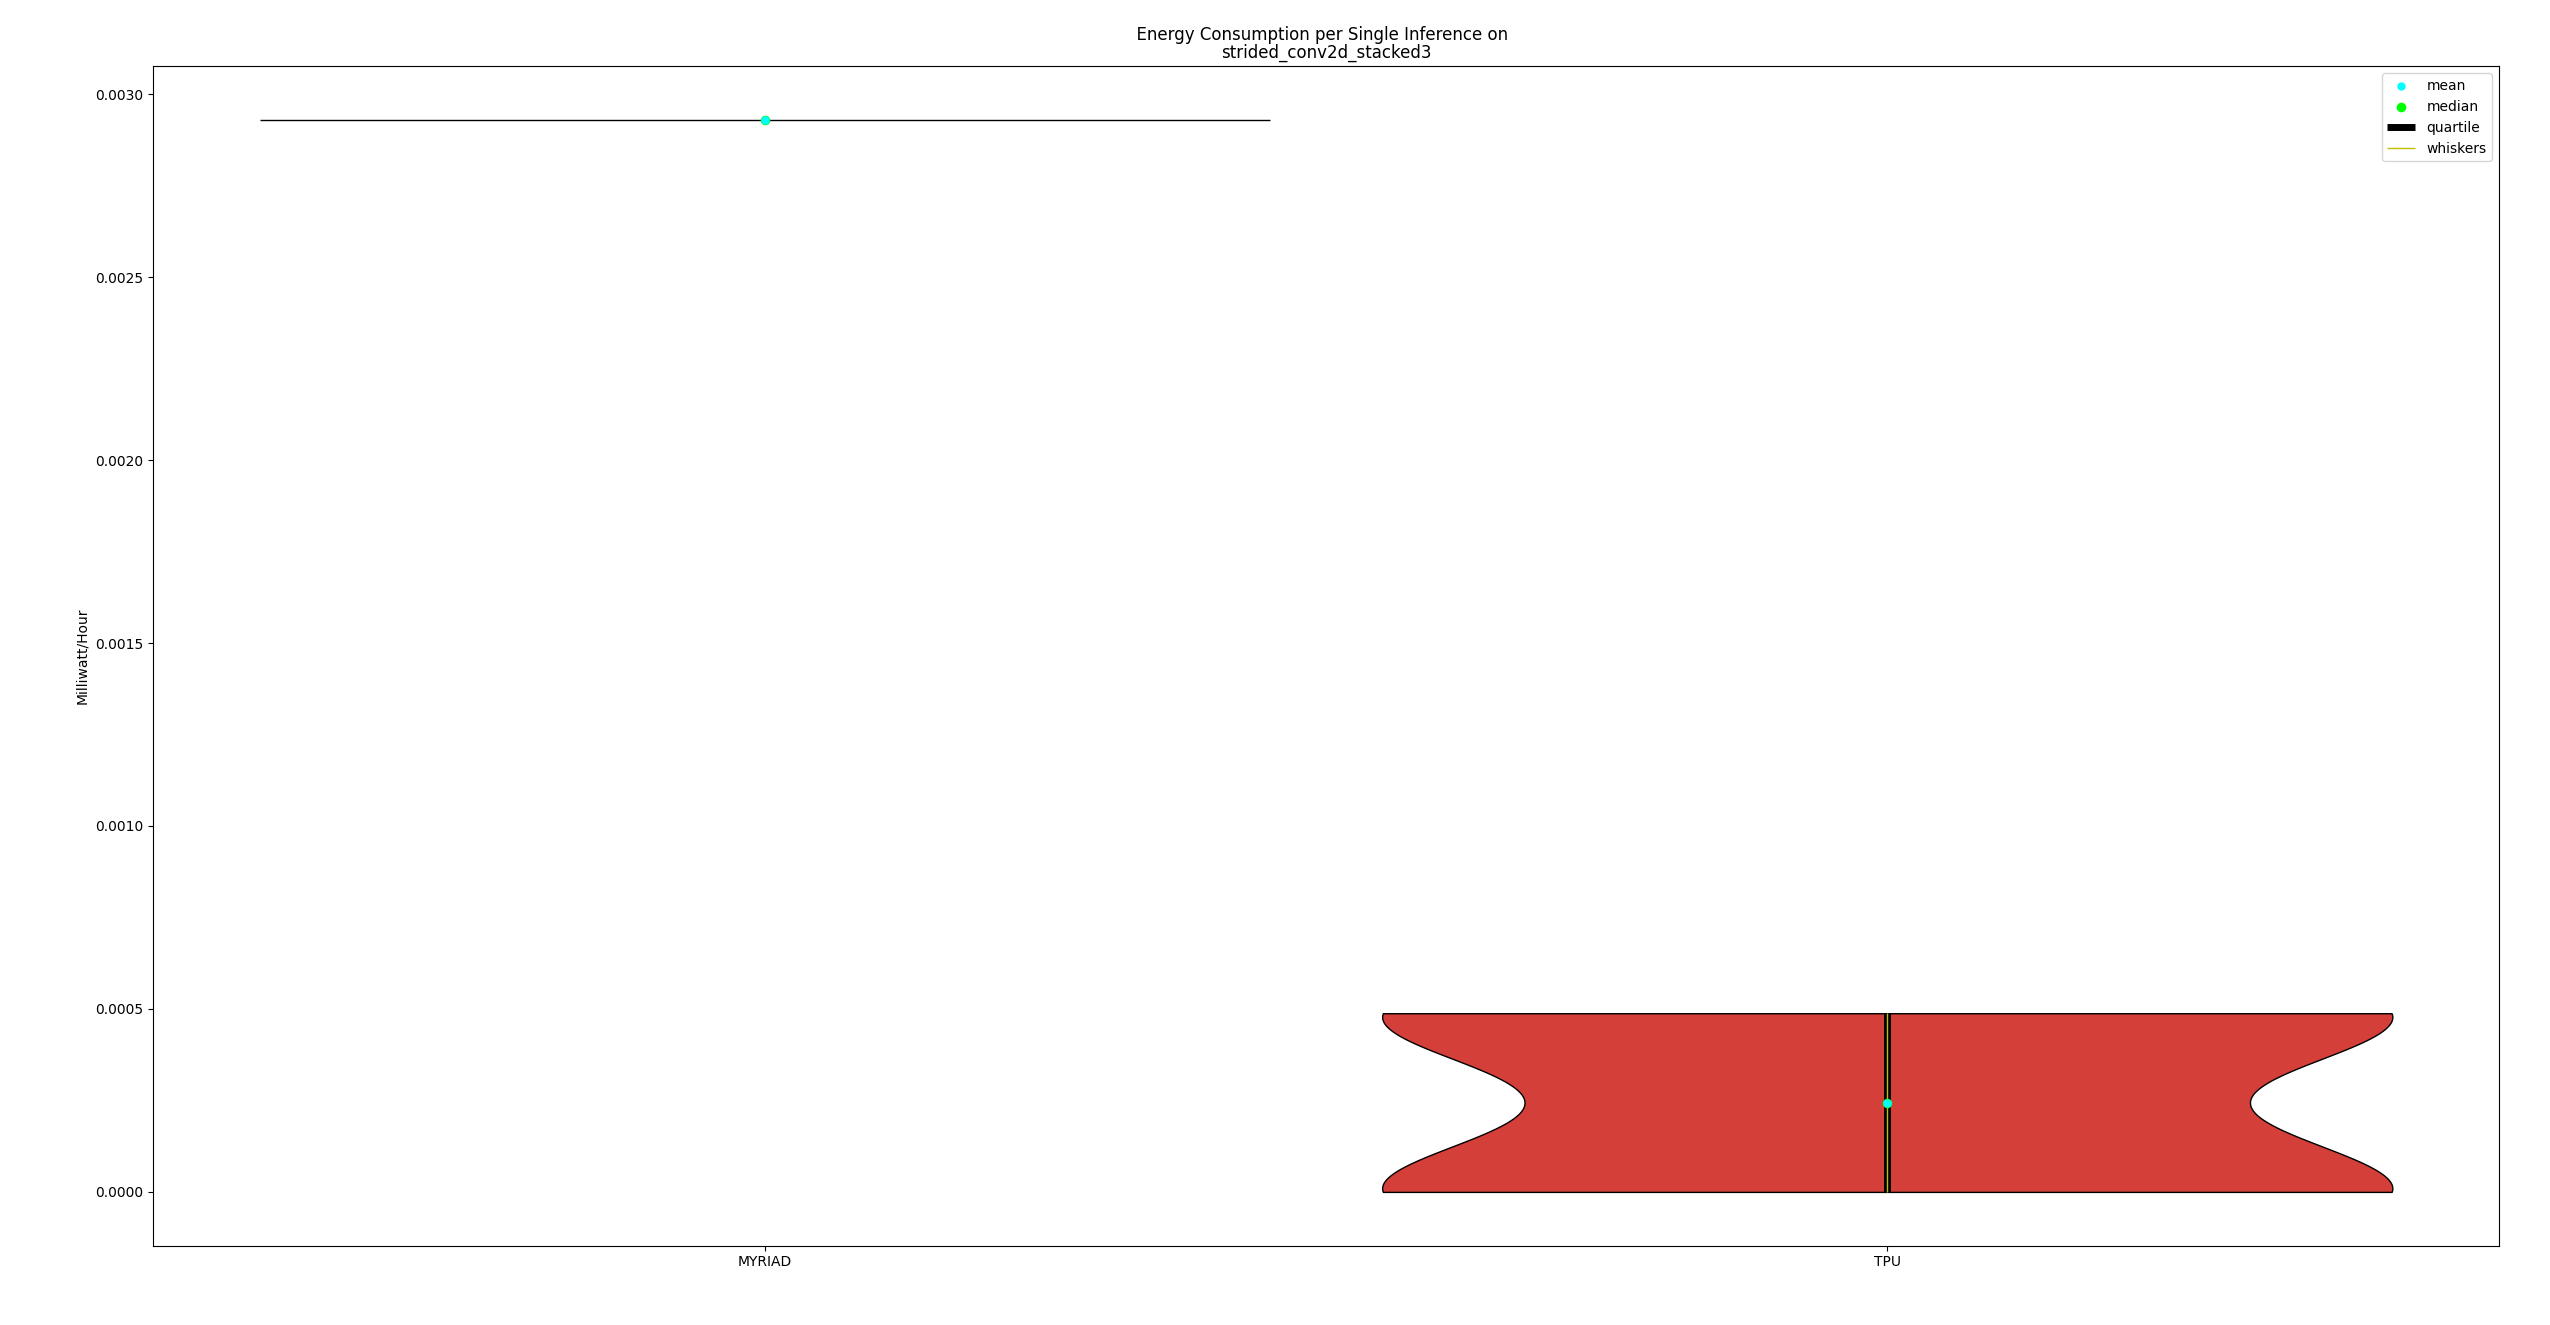 Energy Consumption per Single Inference on
strided_conv2d_stacked3
mean
median
quartile
whiskers
Milliwatt/Hour
0.0030
0.0025
0.0020
0.0015
0.0010
0.0005
0.0000
MYRIAD
TPU